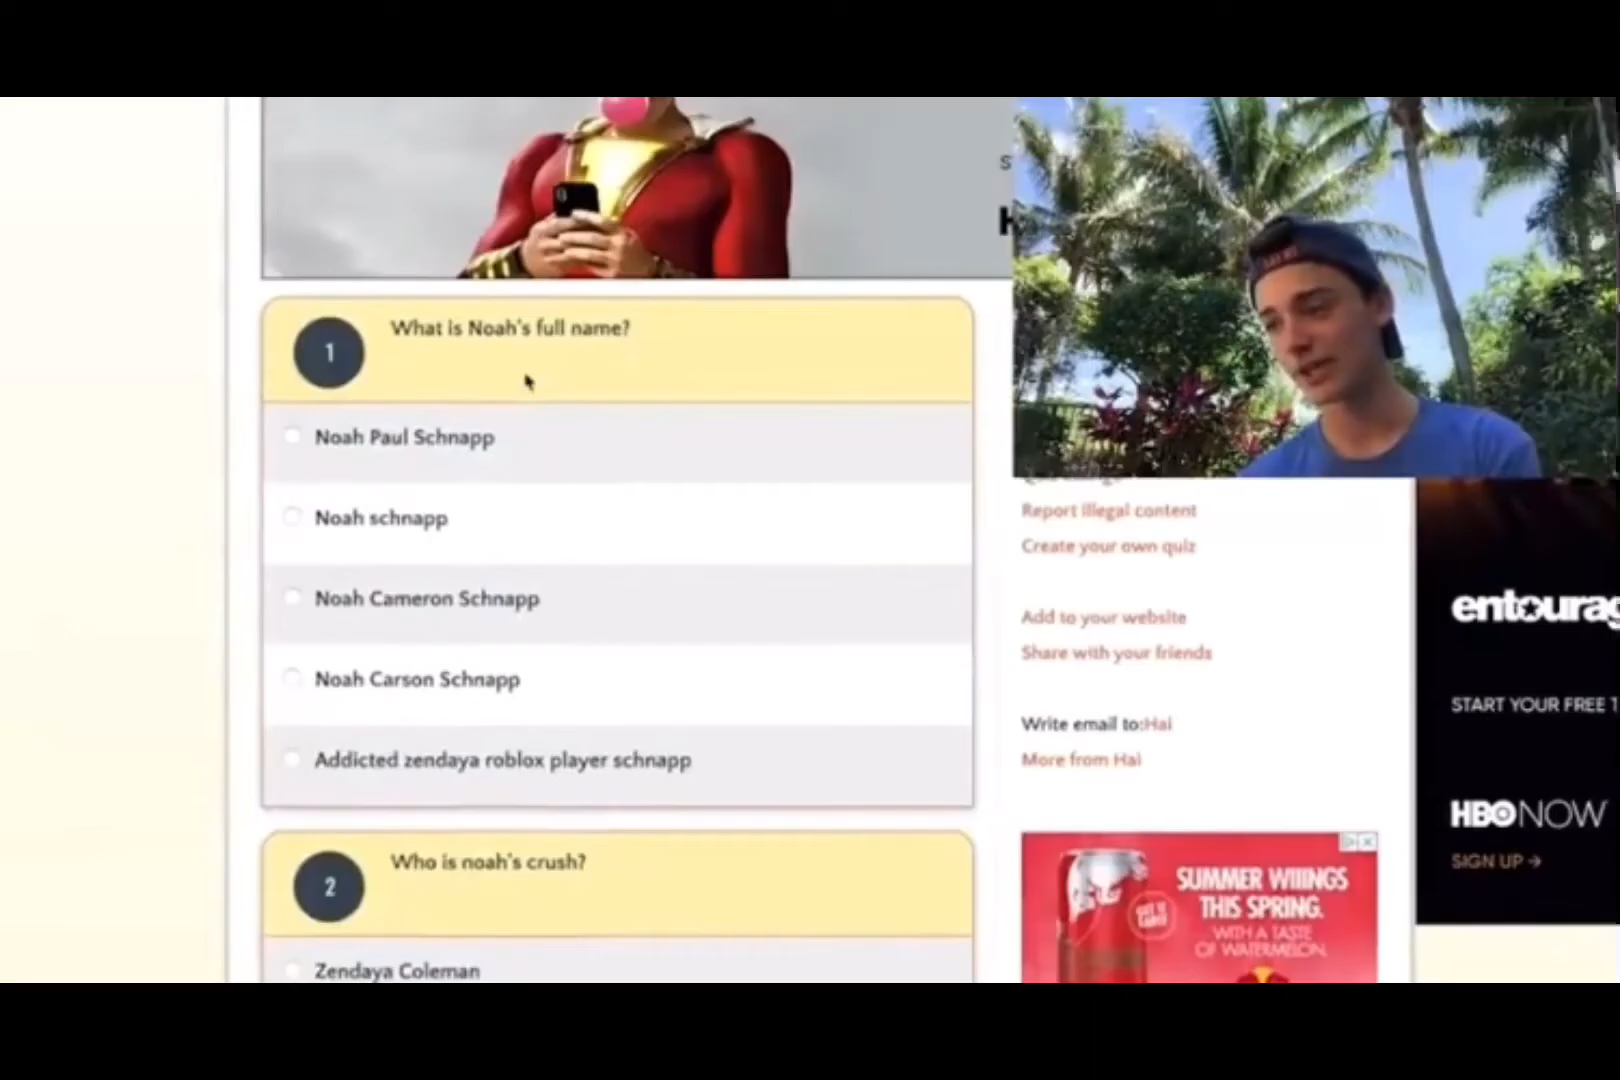 1
What is Noah's full name?
Noah Paul Schnapp
Noah schnapp
Noah Cameron Schnapp
Noah Carson Schnapp
Addicted zendaya roblox player schnapp
2
Who is noah's crush?
Zendaya Coleman
Report illegal content
Create your own quiz
Add to your website
Share with your friends
Write email to:Hai
More from Hai
SUMMER WIIINGS
THIS SPRING.
WITH A TASTE
OF WATERMELON.
entourag
START YOUR FREE T
HBO NOW
SIGN UP →